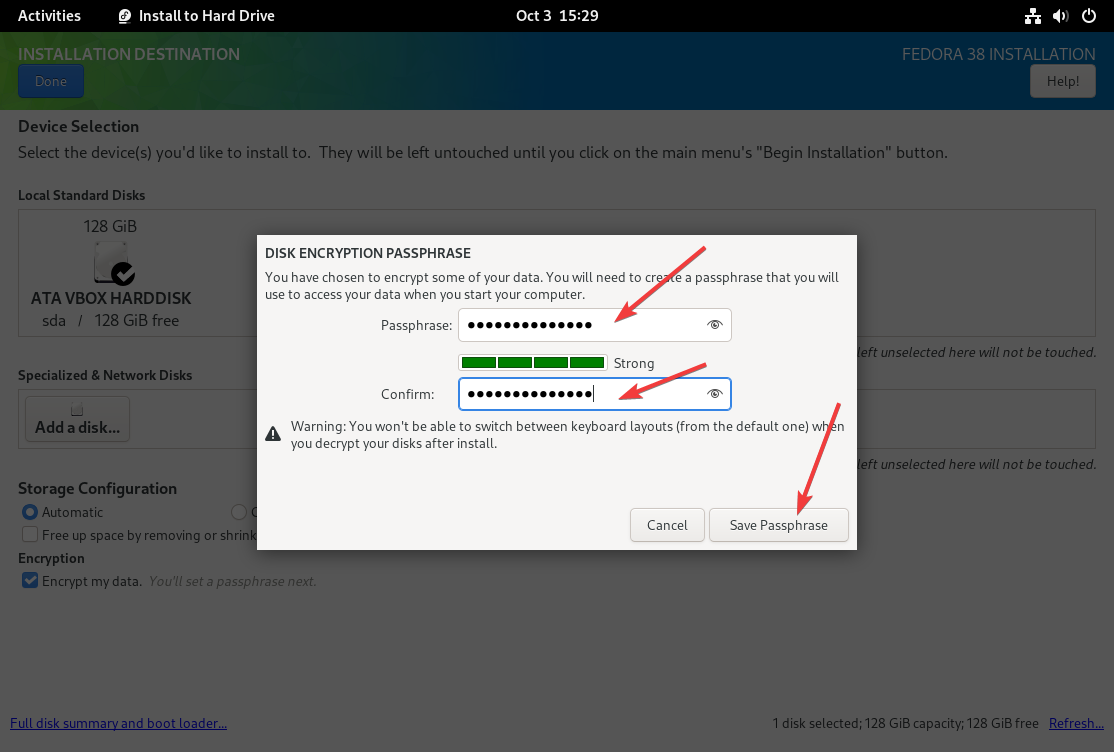 Activities Install to Hard Drive Oct 3 15:29
INSTALLATION DESTINATION FEDORA 38 INSTALLATION
Done Help!
Device Selection
Select the device(s) you'd like to install to. They will be left untouched until you click on the main menu's "Begin Installation" button.
Local Standard Disks
128 GiB
ATA VBOX HARDDISK
sda / 128 GiB free
left unselected here will not be touched.
Specialized & Network Disks
Add a disk...
left unselected here will not be touched.
Storage Configuration
Automatic
Free up space by removing or shrink
Encryption
Encrypt my data. You'll set a passphrase next.
DISK ENCRYPTION PASSPHRASE
You have chosen to encrypt some of your data. You will need to create a passphrase that you will
use to access your data when you start your computer.
Passphrase: ●●●●●●●●●●●●●●
Strong
Confirm: ●●●●●●●●●●●●●●
Warning: You won't be able to switch between keyboard layouts (from the default one) when
you decrypt your disks after install.
Cancel Save Passphrase
Full disk summary and boot loader... 1 disk selected; 128 GiB capacity; 128 GiB free Refresh...